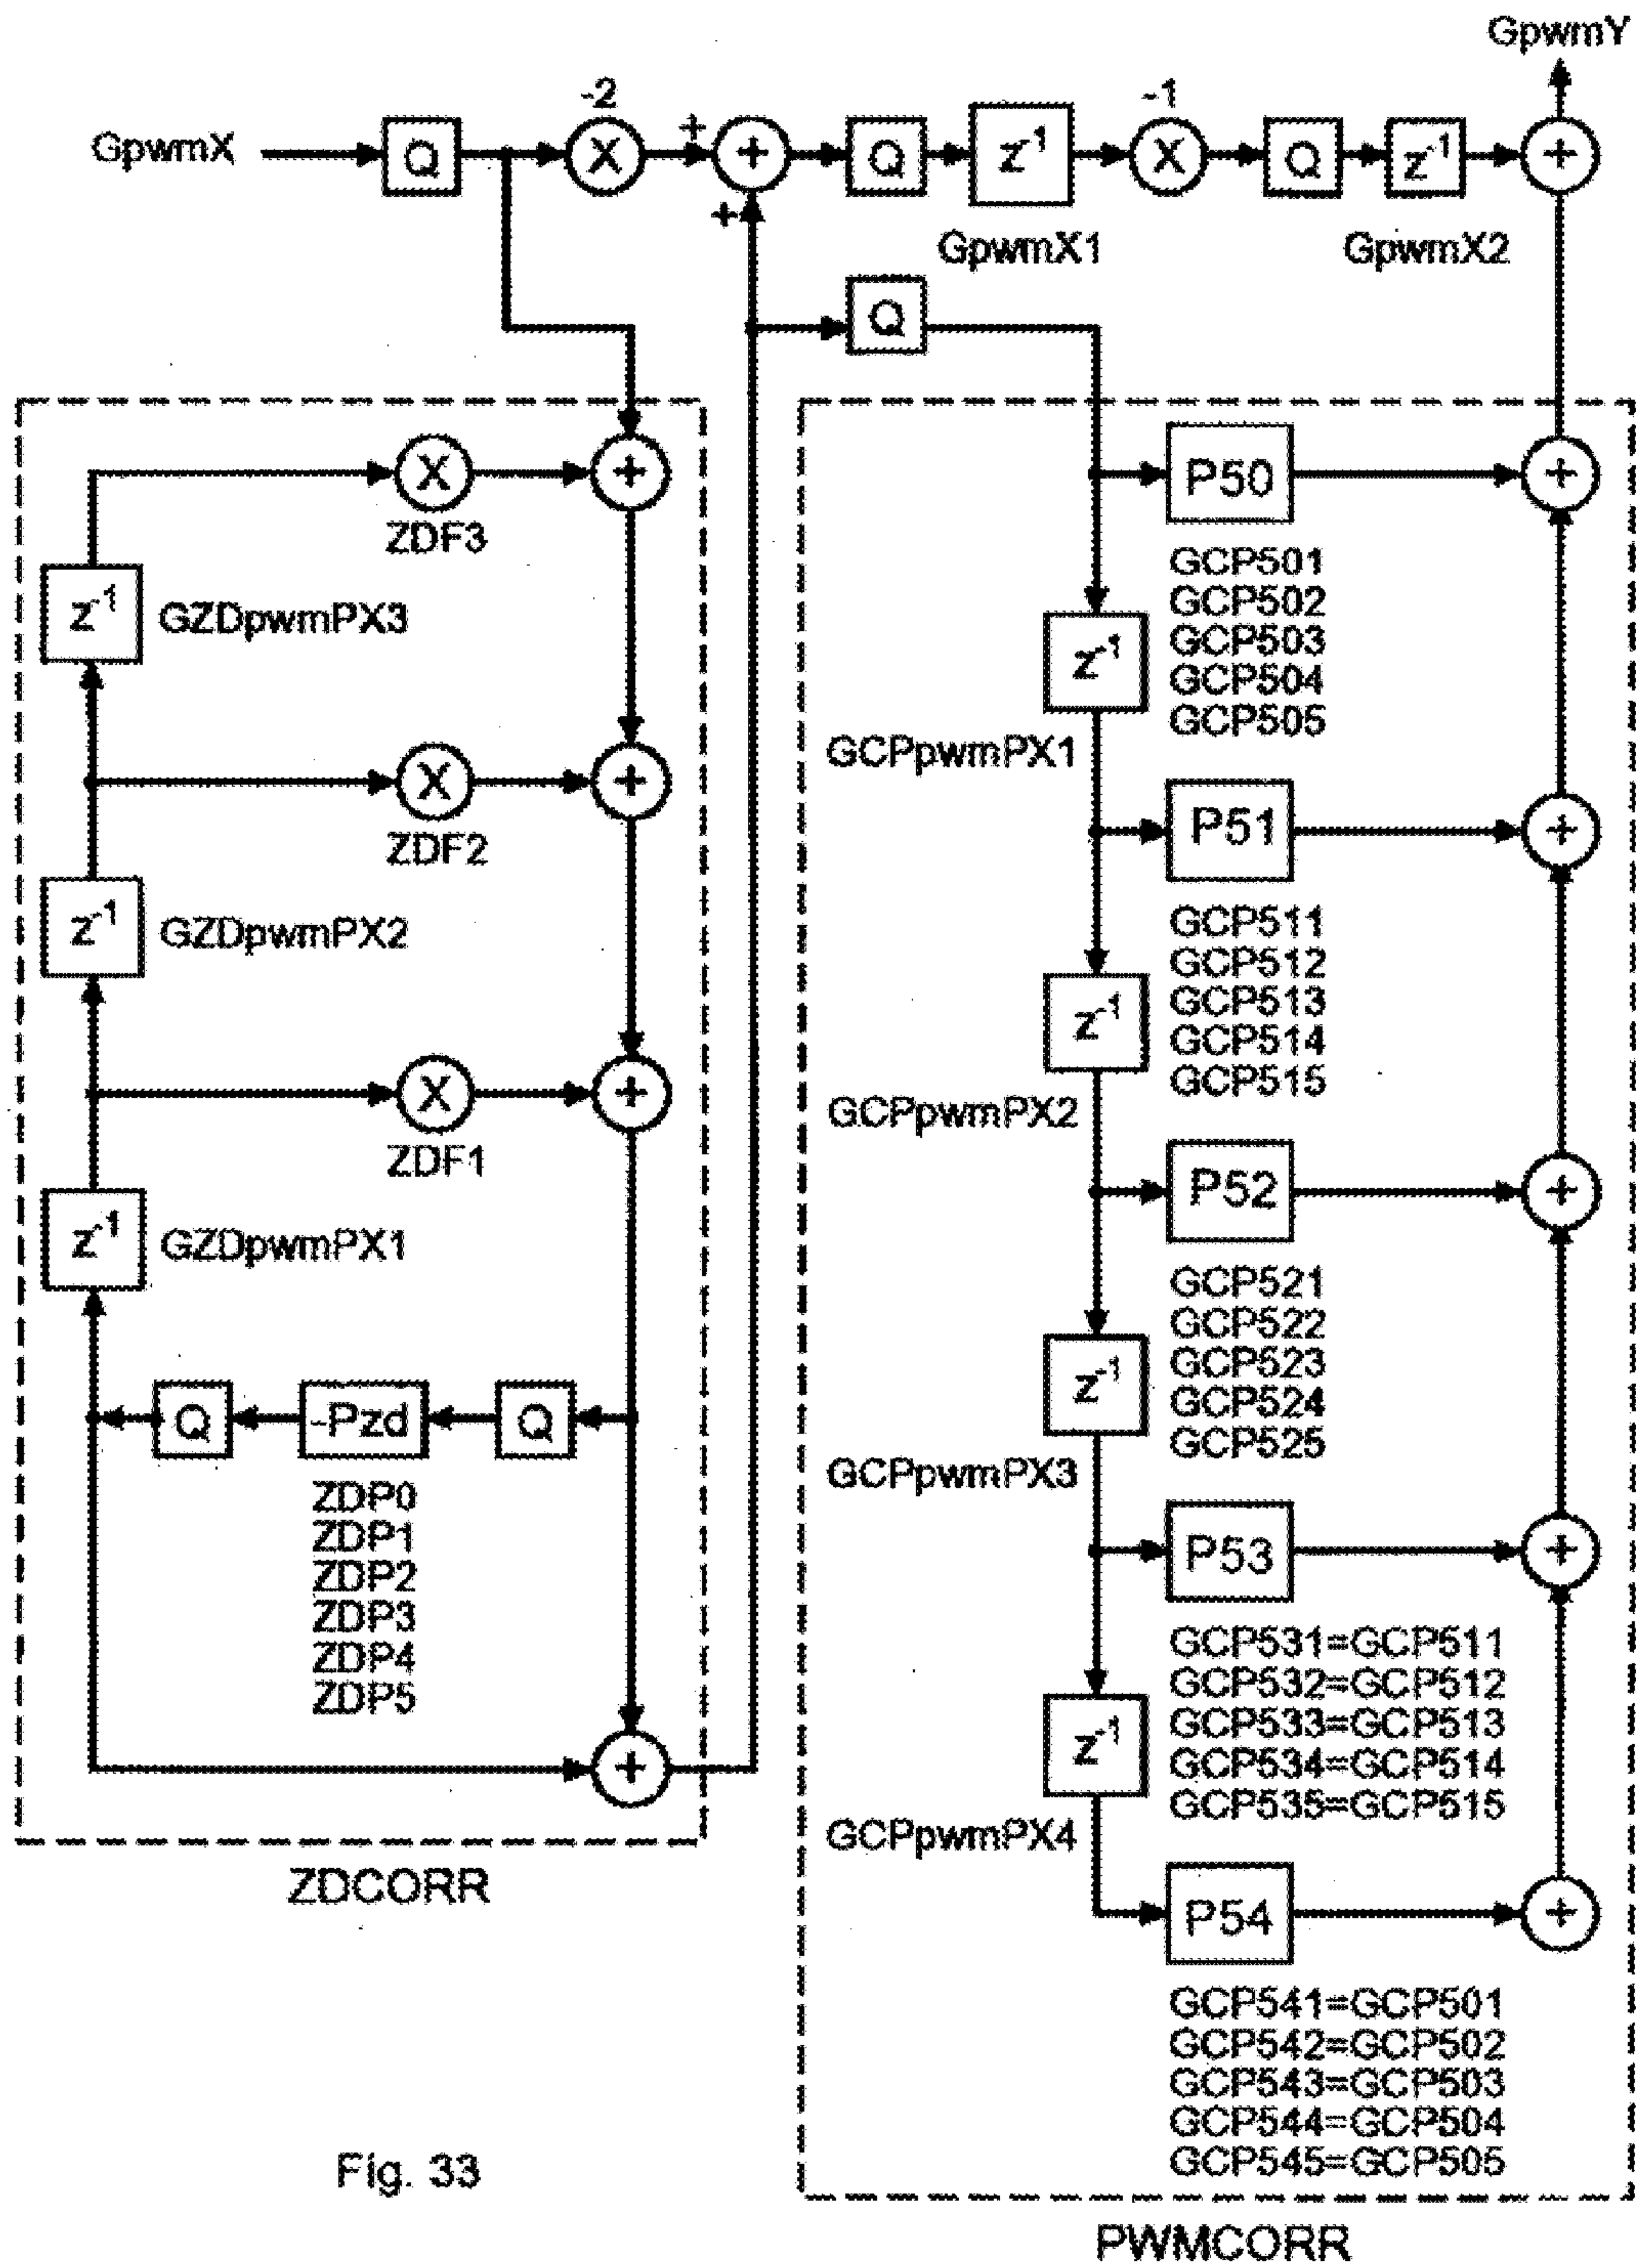 GpwmY
-2
-1
GpwmX
Q
X
+
+
Q
z-1
X
Q
z-1
+
+
GpwmX1
GpwmX2
Q
X
+
ZDF3
z-1
GZDpwmPX3
X
+
ZDF2
z-1
GZDpwmPX2
X
+
ZDF1
z-1
GZDpwmPX1
Q
-Pzd
Q
ZDP0
ZDP1
ZDP2
ZDP3
ZDP4
ZDP5
+
ZDCORR
P50
+
GCP501
GCP502
GCP503
GCP504
GCP505
z-1
GCPpwmPX1
P51
+
GCP511
GCP512
GCP513
GCP514
GCP515
z-1
GCPpwmPX2
P52
+
GCP521
GCP522
GCP523
GCP524
GCP525
z-1
GCPpwmPX3
P53
+
GCP531=GCP511
GCP532=GCP512
GCP533=GCP513
GCP534=GCP514
GCP535=GCP515
z-1
GCPpwmPX4
P54
+
GCP541=GCP501
GCP542=GCP502
GCP543=GCP503
GCP544=GCP504
GCP545=GCP505
PWMCORR
Fig. 33